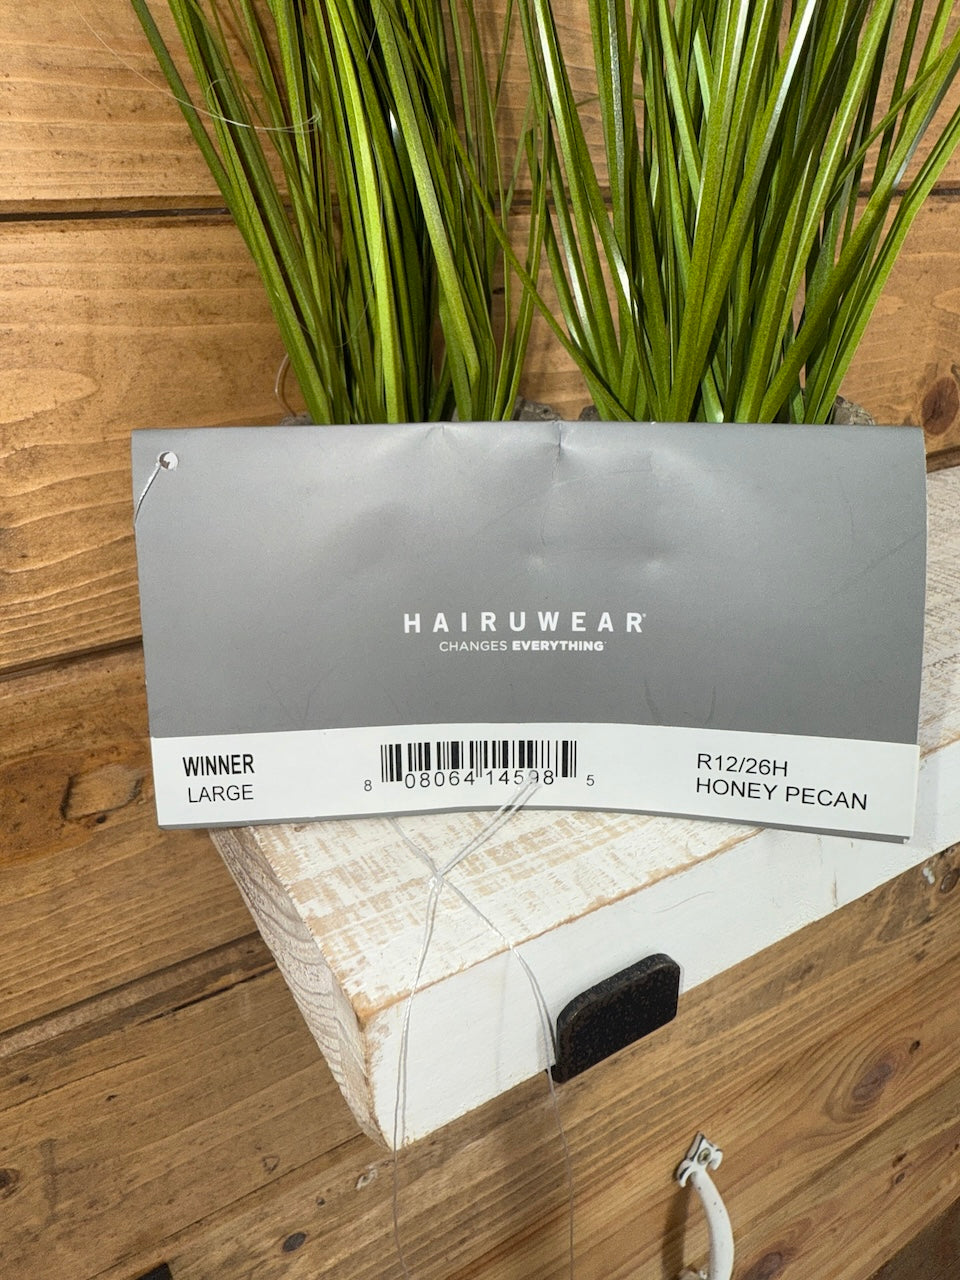 HAIRUWEAR®
CHANGES EVERYTHING
WINNER
LARGE
8 08064 14598 5
R12/26H
HONEY PECAN